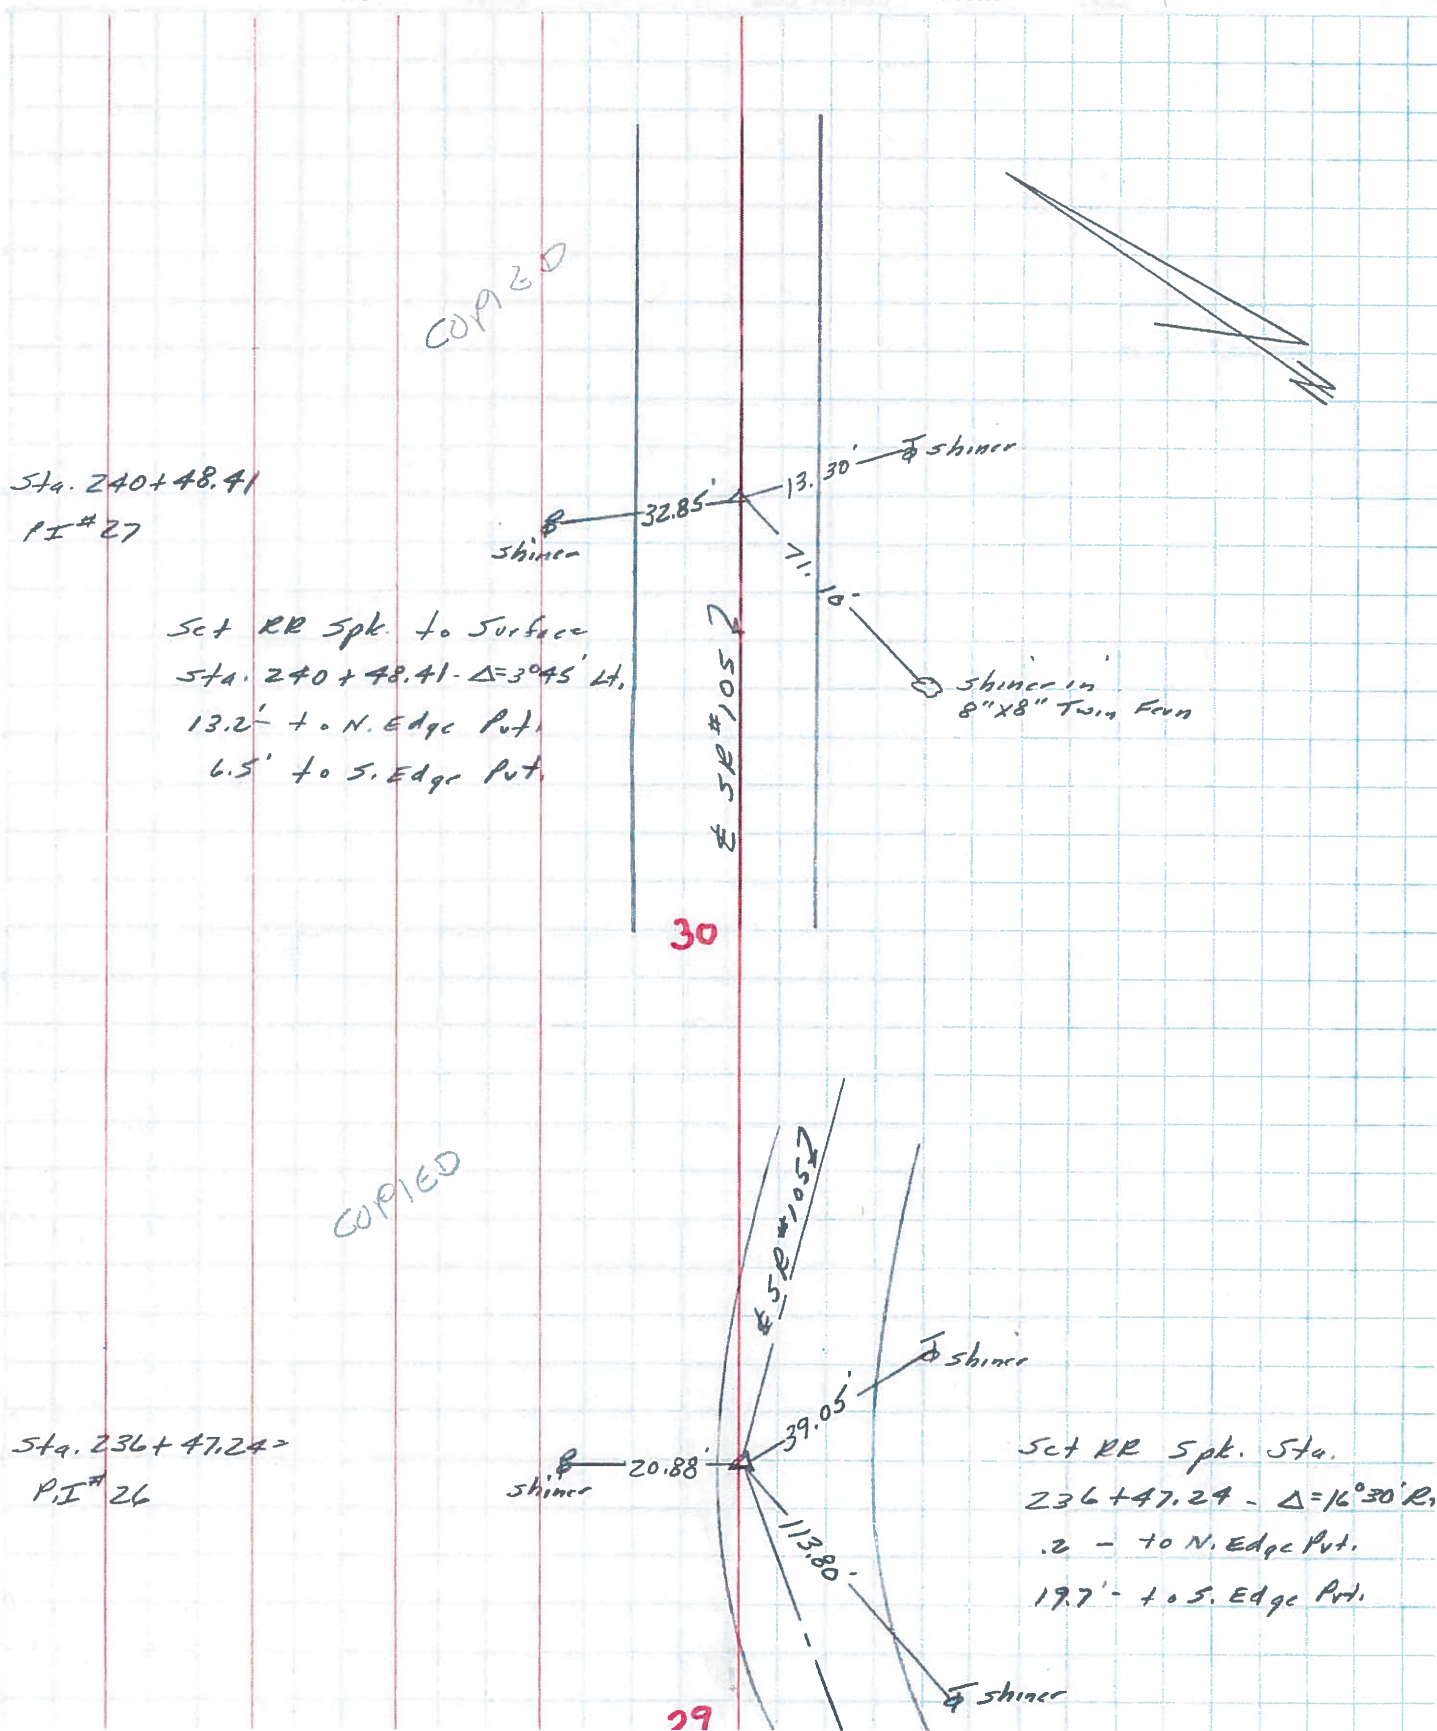 COPIED
Sta. 240+48.41
PI #27
32.85'
13.30'
shiner
shiner
71.10-
shiner in
8"X8" Twin
Set RR Spk. to Surface
Sta. 240+48.41- Δ=3°45' Lt.
13.2'- to N. Edge Pvt.
6.5' to S. Edge Pvt.
℄ SR #105
30
COPIED
℄ SR #105
shiner
39.05'
Sta. 236+47.24=
P.I #26
20.88'
shiner
113.80-
shiner
Set RR Spk. Sta.
236+47.24 - Δ=16°30' R.
.2 - to N. Edge Pvt.
19.7'- to S. Edge Pvt.
29